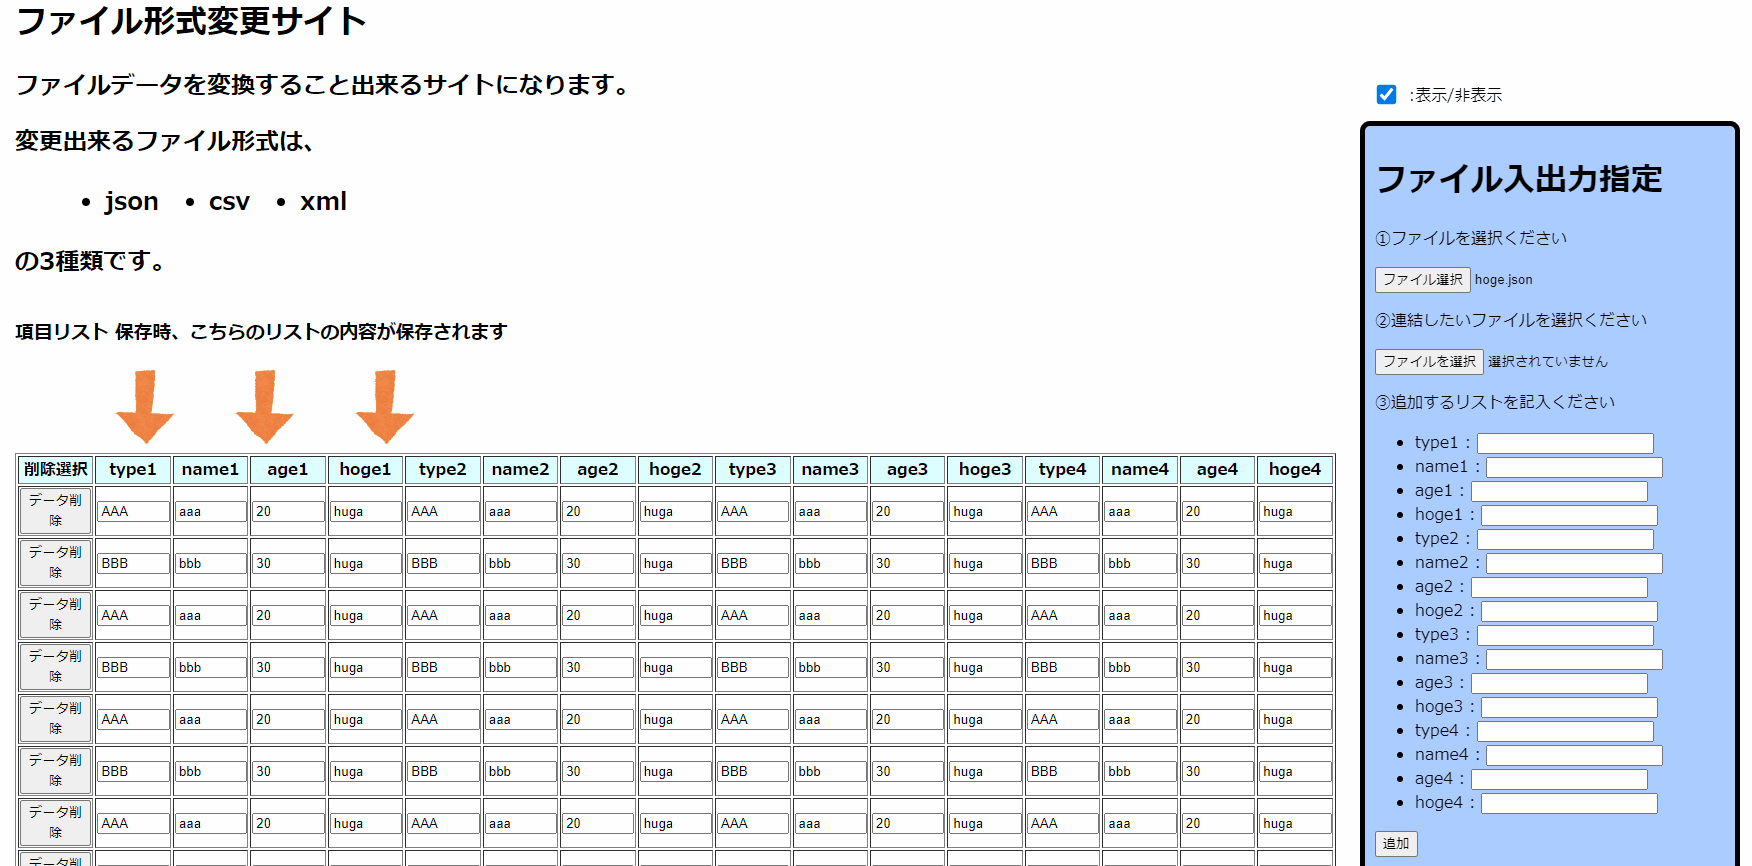 ファイル形式変更サイト
ファイルデータを変換すること出来るサイトになります。
変更出来るファイル形式は、
• json • csv • xml
の3種類です。
項目リスト 保存時、こちらのリストの内容が保存されます
削除選択 type1 name1 age1 hoge1 type2 name2 age2 hoge2 type3 name3 age3 hoge3 type4 name4 age4 hoge4
データ削除 AAA aaa 20 huga AAA aaa 20 huga AAA aaa 20 huga AAA aaa 20 huga
データ削除 BBB bbb 30 huga BBB bbb 30 huga BBB bbb 30 huga BBB bbb 30 huga
データ削除 AAA aaa 20 huga AAA aaa 20 huga AAA aaa 20 huga AAA aaa 20 huga
データ削除 BBB bbb 30 huga BBB bbb 30 huga BBB bbb 30 huga BBB bbb 30 huga
データ削除 AAA aaa 20 huga AAA aaa 20 huga AAA aaa 20 huga AAA aaa 20 huga
データ削除 BBB bbb 30 huga BBB bbb 30 huga BBB bbb 30 huga BBB bbb 30 huga
データ削除 AAA aaa 20 huga AAA aaa 20 huga AAA aaa 20 huga AAA aaa 20 huga
データ削
:表示/非表示
ファイル入出力指定
①ファイルを選択ください
ファイル選択 hoge.json
②連結したいファイルを選択ください
ファイルを選択 選択されていません
③追加するリストを記入ください
• type1 :
• name1 :
• age1 :
• hoge1 :
• type2 :
• name2 :
• age2 :
• hoge2 :
• type3 :
• name3 :
• age3 :
• hoge3 :
• type4 :
• name4 :
• age4 :
• hoge4 :
追加